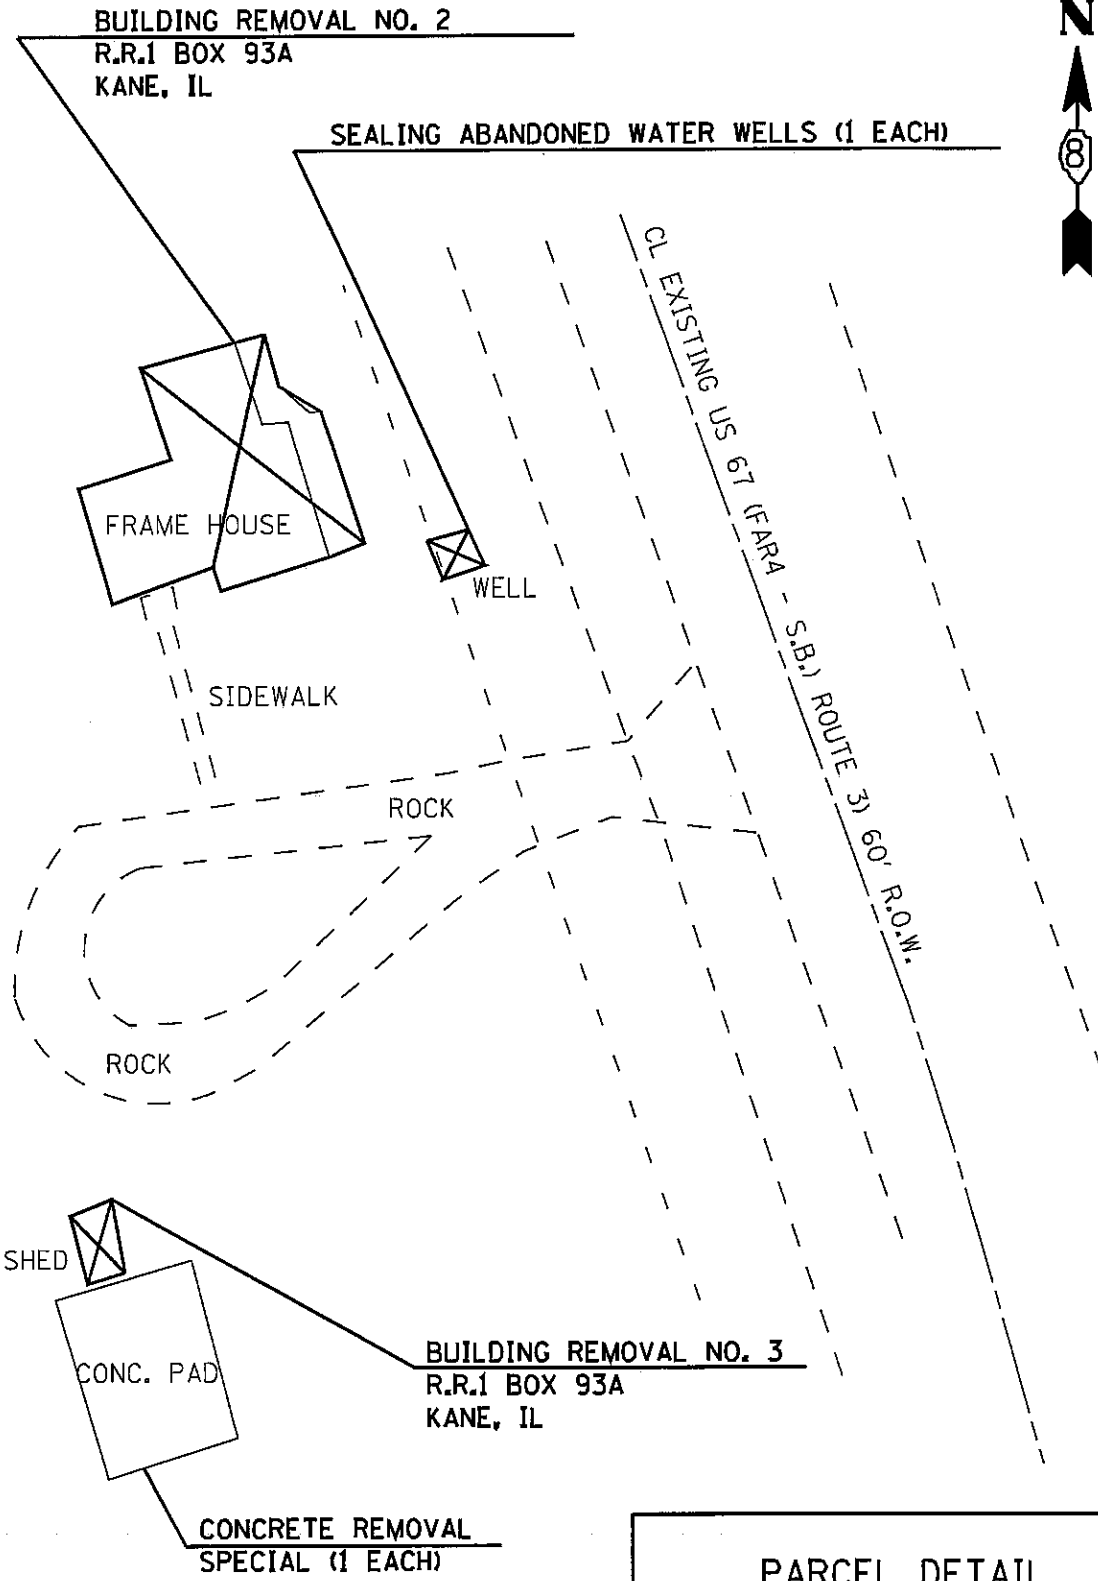 BUILDING REMOVAL NO. 2
R.R.1 BOX 93A
KANE, IL
N
SEALING ABANDONED WATER WELLS (1 EACH)
8
CL EXISTING US 67 (FAR4 - S.B.) ROUTE 3) 60' R.O.W.
FRAME HOUSE
WELL
SIDEWALK
ROCK
ROCK
SHED
CONC. PAD
BUILDING REMOVAL NO. 3
R.R.1 BOX 93A
KANE, IL
CONCRETE REMOVAL
SPECIAL (1 EACH)
PARCEL DETAIL